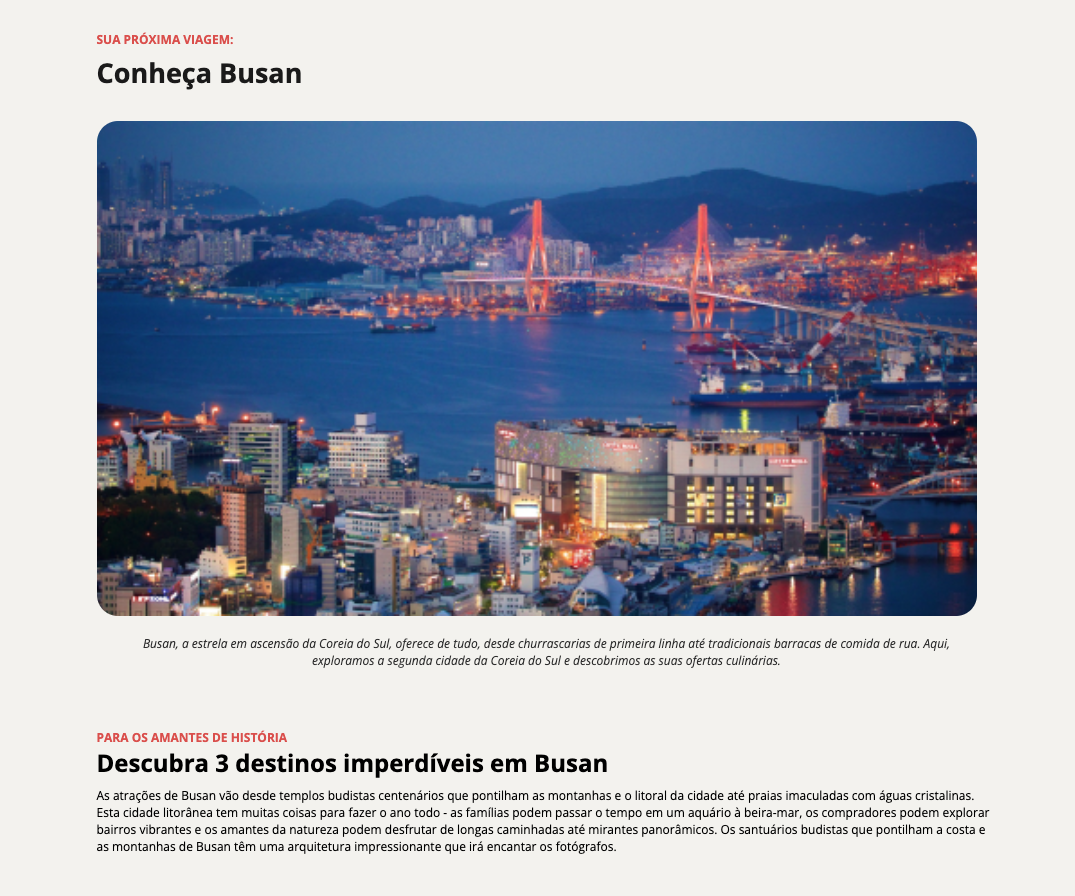 SUA PRÓXIMA VIAGEM:
Conheça Busan
Busan, a estrela em ascensão da Coreia do Sul, oferece de tudo, desde churrascarias de primeira linha até tradicionais barracas de comida de rua. Aqui,
exploramos a segunda cidade da Coreia do Sul e descobrimos as suas ofertas culinárias.
PARA OS AMANTES DE HISTÓRIA
Descubra 3 destinos imperdíveis em Busan
As atrações de Busan vão desde templos budistas centenários que pontilham as montanhas e o litoral da cidade até praias imaculadas com águas cristalinas.
Esta cidade litorânea tem muitas coisas para fazer o ano todo - as famílias podem passar o tempo em um aquário à beira-mar, os compradores podem explorar
bairros vibrantes e os amantes da natureza podem desfrutar de longas caminhadas até mirantes panorâmicos. Os santuários budistas que pontilham a costa e
as montanhas de Busan têm uma arquitetura impressionante que irá encantar os fotógrafos.